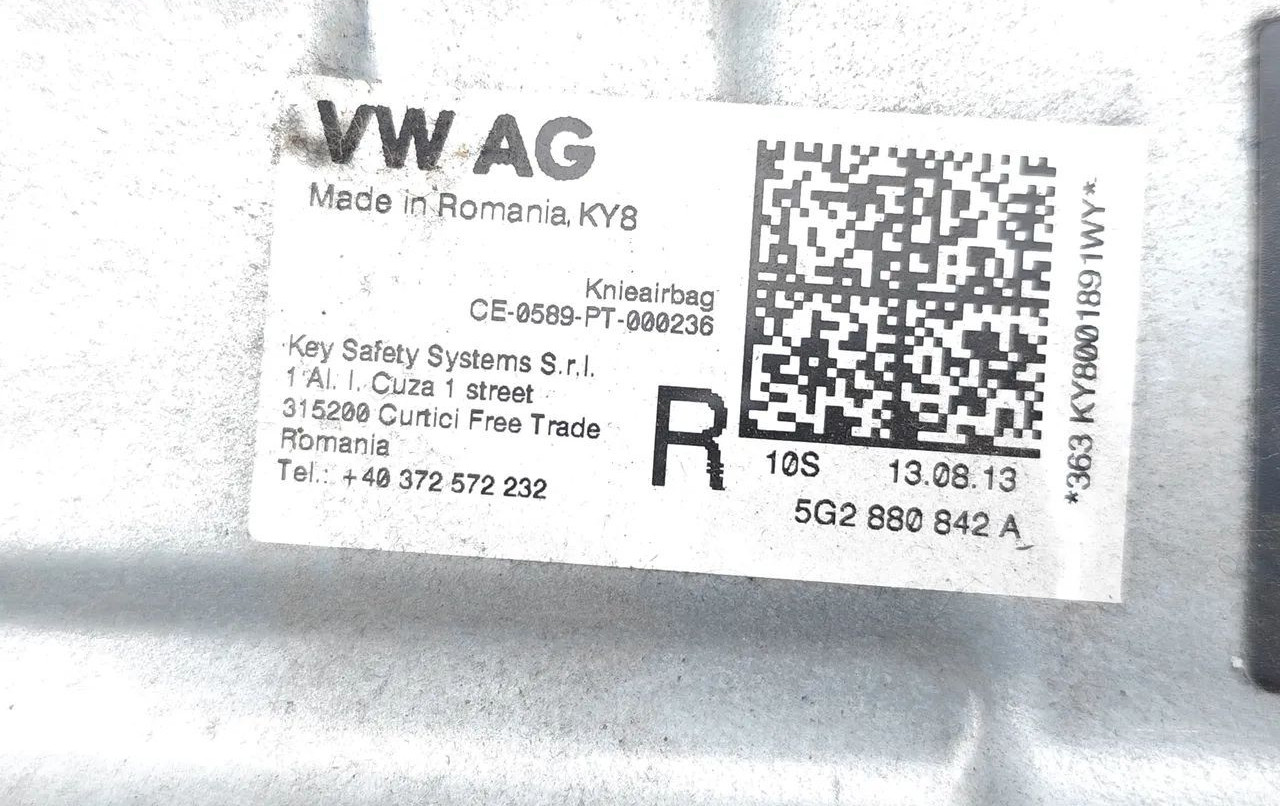 VW AG
Made in Romania, KY8
Knieairbag
CE-0589-PT-000236
Key Safety Systems S.r.l.
1 Al. I. Cuza 1 street
315200 Curtici Free Trade
Romania
Tel.: +40 372 572 232
R
10S 13.08.13
5G2 880 842 A
*363 KY80001891WY*